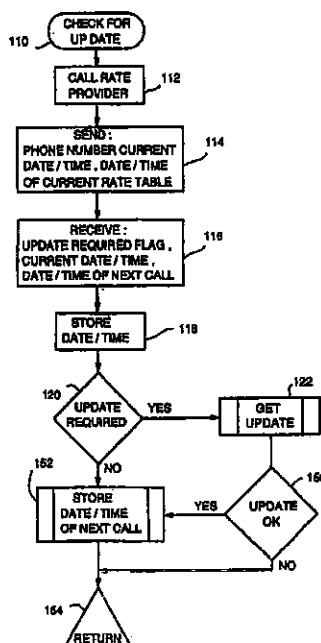 CHECK FOR
UP DATE
110
CALL RATE
PROVIDER
112
SEND :
PHONE NUMBER CURRENT
DATE / TIME , DATE / TIME
OF CURRENT RATE TABLE
114
RECEIVE :
UPDATE REQUIRED FLAG ,
CURRENT DATE / TIME ,
DATE / TIME OF NEXT CALL
116
STORE
DATE / TIME
118
120
UPDATE
REQUIRED
YES
122
GET
UPDATE
NO
152
STORE
DATE / TIME
OF NEXT CALL
YES
UPDATE
OK
NO
154
RETURN